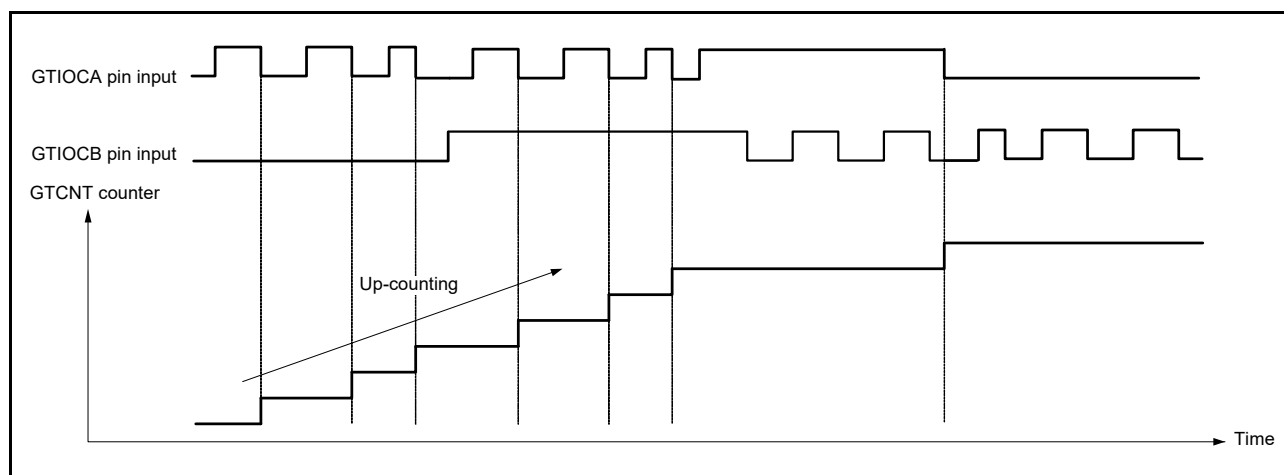 GTIOCA pin input
GTIOCB pin input
GTCNT counter
Up-counting
Time